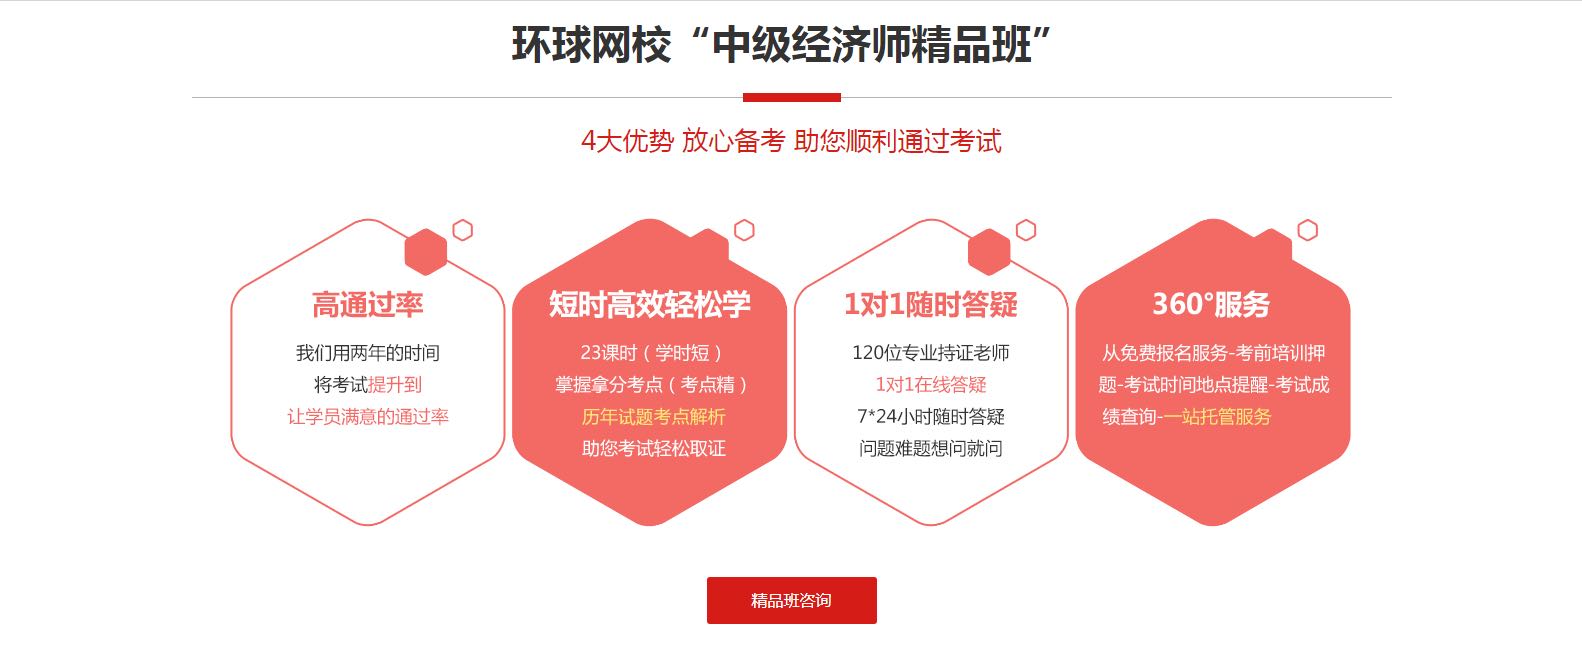 环球网校“中级经济师精品班”
4大优势 放心备考 助您顺利通过考试
高通过率
我们用两年的时间
将考试提升到
让学员满意的通过率
短时高效轻松学
23课时（学时短）
掌握拿分考点（考点精）
历年试题考点解析
助您考试轻松取证
1对1随时答疑
120位专业持证老师
1对1在线答疑
7*24小时随时答疑
问题难题想问就问
360°服务
从免费报名服务-考前培训押
题-考试时间地点提醒-考试成
绩查询-一站托管服务
精品班咨询